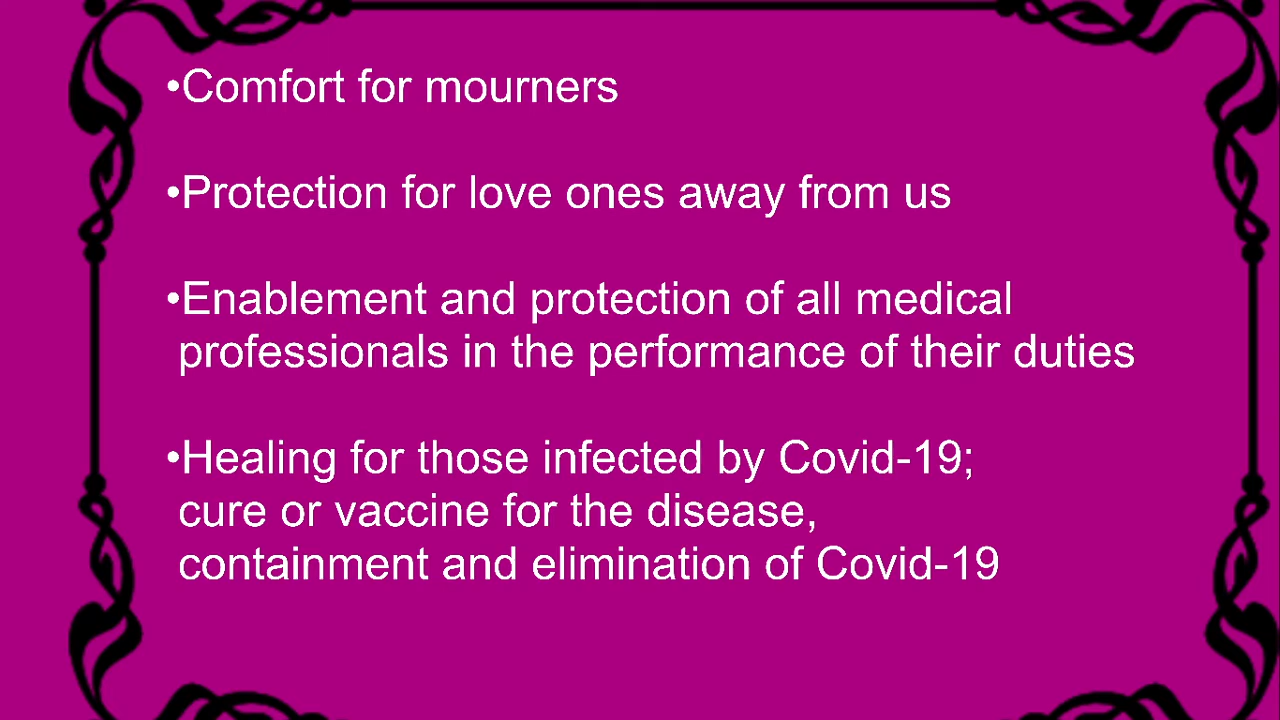 •Comfort for mourners
•Protection for love ones away from us
•Enablement and protection of all medical
professionals in the performance of their duties
•Healing for those infected by Covid-19;
cure or vaccine for the disease,
containment and elimination of Covid-19